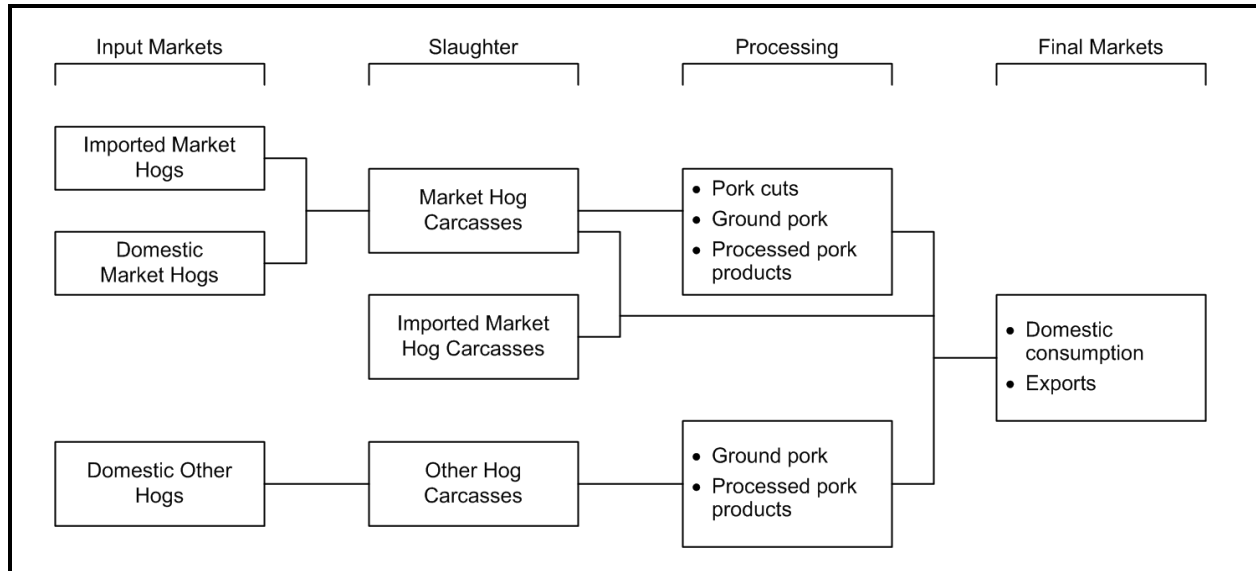 Input Markets
Slaughter
Processing
Final Markets
Imported Market
Hogs
Domestic
Market Hogs
Market Hog
Carcasses
Imported Market
Hog Carcasses
• Pork cuts
• Ground pork
• Processed pork
products
• Domestic
consumption
• Exports
Domestic Other
Hogs
Other Hog
Carcasses
• Ground pork
• Processed pork
products